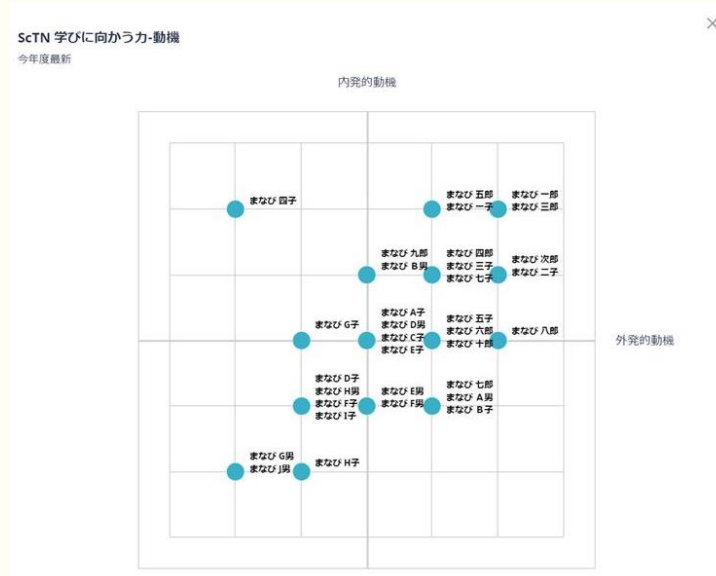 ScTN 学びに向かう力-動機
今年度最新
内発的動機
まなび 四子
まなび 五郎
まなび 一子
まなび 一郎
まなび 三郎
まなび 九郎
まなび B男
まなび 四郎
まなび 三子
まなび 七子
まなび 次郎
まなび 二子
まなび G子
まなび A子
まなび D男
まなび C子
まなび E子
まなび 五子
まなび 六郎
まなび 十郎
まなび 八郎
外発的動機
まなび D子
まなび H男
まなび F子
まなび I子
まなび E男
まなび F男
まなび 七郎
まなび A男
まなび B子
まなび G男
まなび J男
まなび H子